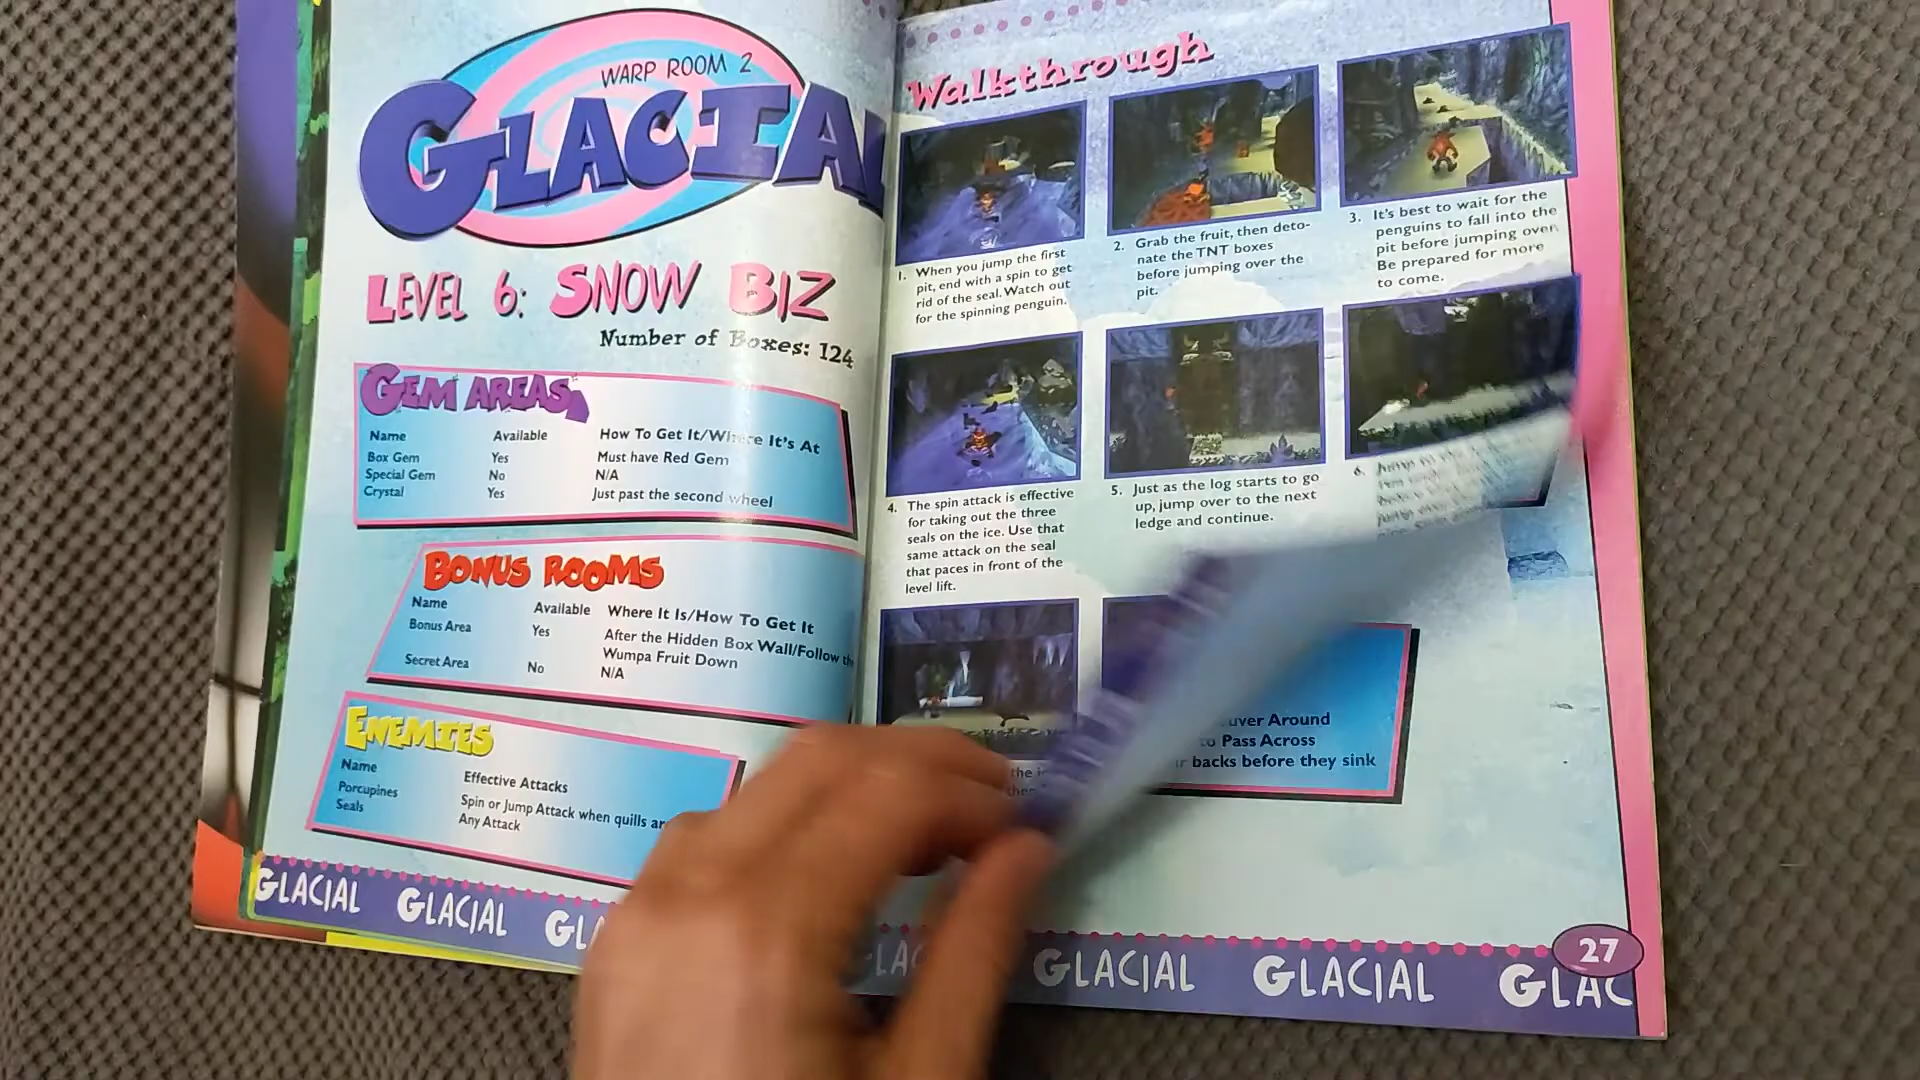 WARP ROOM 2
GLACIAL
LEVEL 6: SNOW BIZ
Number of Boxes: 124
GEM AREAS
Name Available How To Get It/Where It's At
Box Gem Yes Must have Red Gem
Special Gem No N/A
Crystal Yes Just past the second wheel
BONUS ROOMS
Name Available Where It Is/How To Get It
Bonus Area Yes After the Hidden Box Wall/Follow the
Wumpa Fruit Down
Secret Area No N/A
ENEMIES
Name Effective Attacks
Porcupines Spin or Jump Attack when quills
Seals Any Attack
GLACIAL GLACIAL
Walkthrough
1. When you jump the first
pit, end with a spin to get
rid of the seal. Watch out
for the spinning penguin.
2. Grab the fruit, then deto-
nate the TNT boxes
before jumping over the
pit.
3. It's best to wait for the
penguins to fall into the
pit before jumping over.
Be prepared for more
to come.
4. The spin attack is effective
for taking out the three
seals on the ice. Use that
same attack on the seal
that paces in front of the
level lift.
5. Just as the log starts to go
up, jump over to the next
ledge and continue.
6.
the
Around
to Pass Across
backs before they sink
27
GLACIAL GLACIAL GLAC